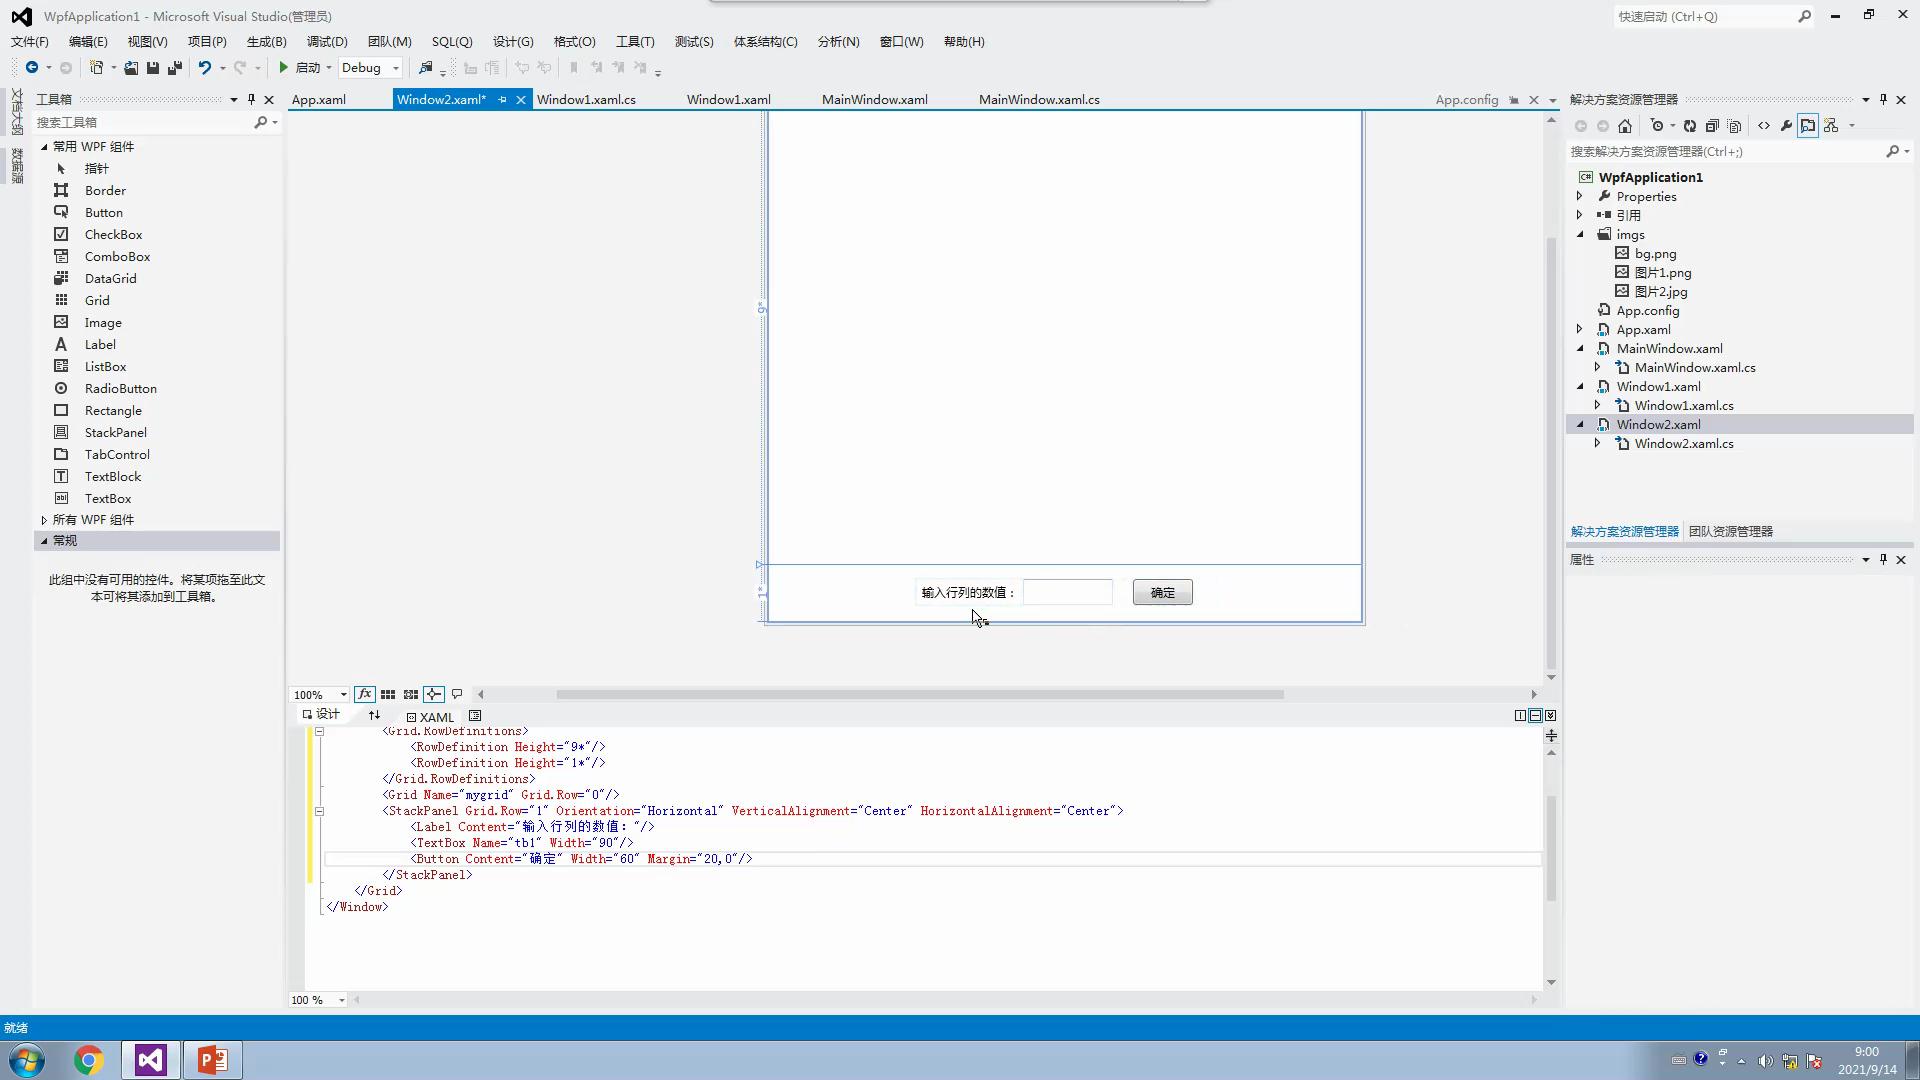 WpfApplication1 - Microsoft Visual Studio(管理员)
快速启动 (Ctrl+Q)
文件(F) 编辑(E) 视图(V) 项目(P) 生成(B) 调试(D) 团队(M) SQL(Q) 设计(G) 格式(O) 工具(T) 测试(S) 体系结构(C) 分析(N) 窗口(W) 帮助(H)
启动 Debug
文档大纲
数据源
工具箱
搜索工具箱
常用 WPF 组件
指针
Border
Button
CheckBox
ComboBox
DataGrid
Grid
Image
Label
ListBox
RadioButton
Rectangle
StackPanel
TabControl
TextBlock
TextBox
所有 WPF 组件
常规
此组中没有可用的控件。将某项拖至此文
本可将其添加到工具箱。
App.xaml Window2.xaml* Window1.xaml.cs Window1.xaml MainWindow.xaml MainWindow.xaml.cs App.config
9*
1*
输入行列的数值：
确定
100%
设计 XAML
<Grid.RowDefinitions>
<RowDefinition Height="9*"/>
<RowDefinition Height="1*"/>
</Grid.RowDefinitions>
<Grid Name="mygrid" Grid.Row="0"/>
<StackPanel Grid.Row="1" Orientation="Horizontal" VerticalAlignment="Center" HorizontalAlignment="Center">
<Label Content="输入行列的数值："/>
<TextBox Name="tb1" Width="90"/>
<Button Content="确定" Width="60" Margin="20,0"/>
</StackPanel>
</Grid>
</Window>
100 %
解决方案资源管理器
搜索解决方案资源管理器(Ctrl+;)
WpfApplication1
Properties
引用
imgs
bg.png
图片1.png
图片2.jpg
App.config
App.xaml
MainWindow.xaml
MainWindow.xaml.cs
Window1.xaml
Window1.xaml.cs
Window2.xaml
Window2.xaml.cs
解决方案资源管理器 团队资源管理器
属性
就绪
9:00
2021/9/14